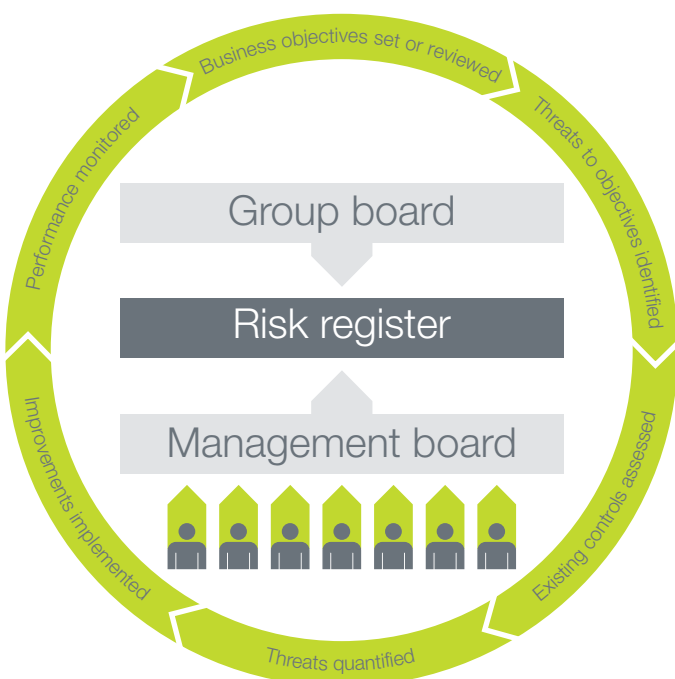 Business objectives set or reviewed
Threats to objectives identified
Existing controls assessed
Threats quantified
Improvements implemented
Performance monitored
Group board
Risk register
Management board